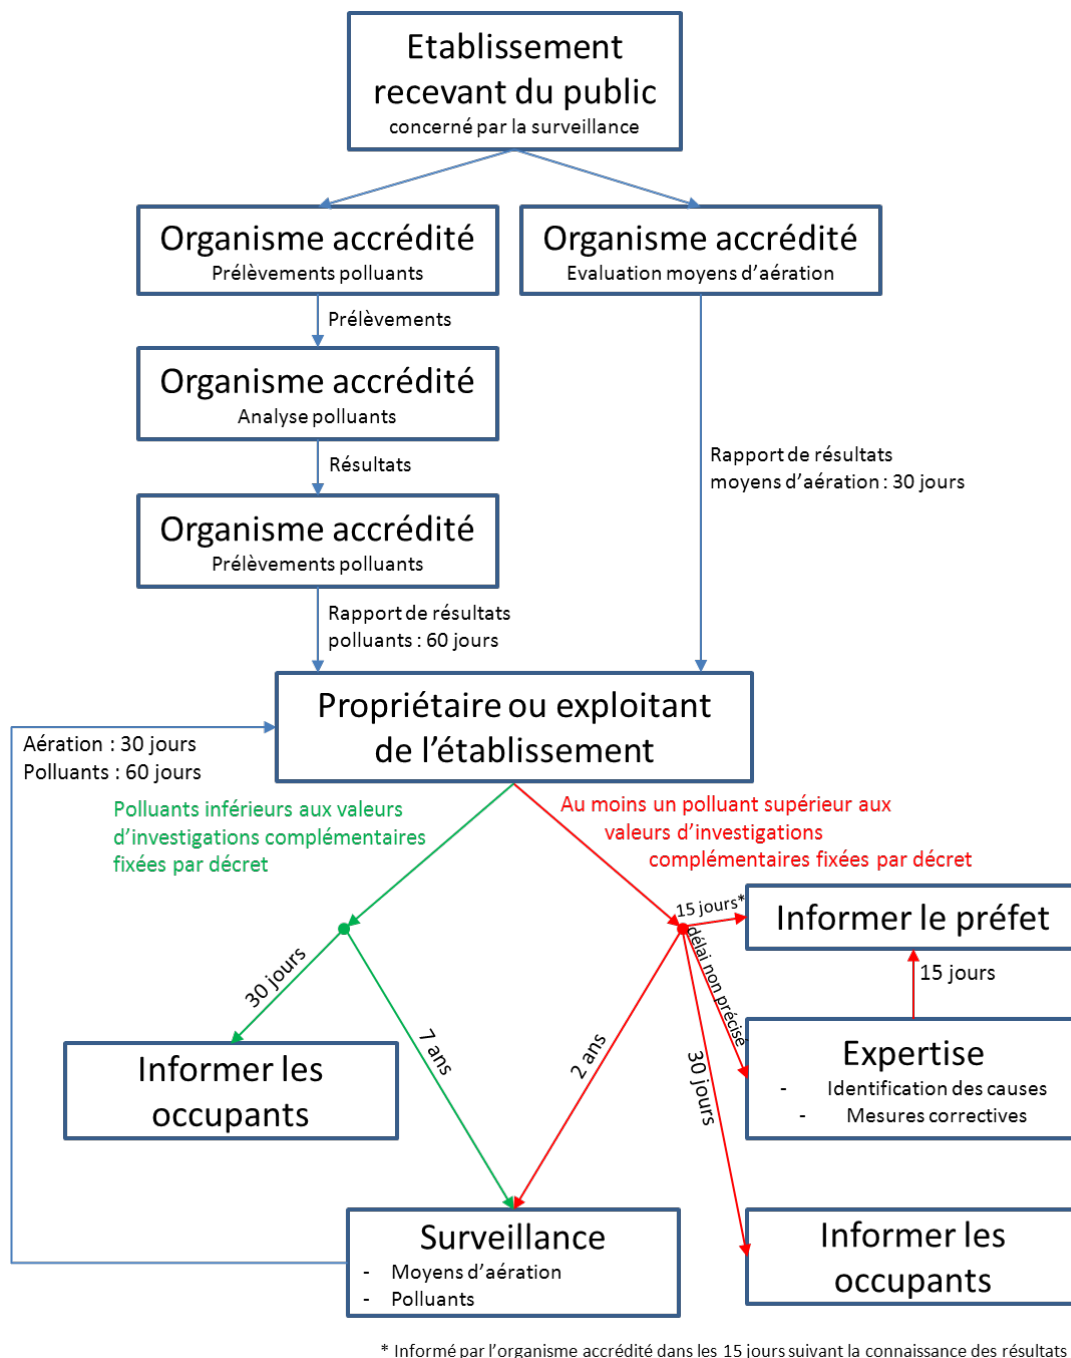 Etablissement
recevant du public
concerné par la surveillance
Organisme accrédité
Prélèvements polluants
Organisme accrédité
Evaluation moyens d'aération
Prélèvements
Organisme accrédité
Analyse polluants
Résultats
Rapport de résultats
moyens d'aération : 30 jours
Organisme accrédité
Prélèvements polluants
Rapport de résultats
polluants : 60 jours
Propriétaire ou exploitant
de l'établissement
Aération : 30 jours
Polluants : 60 jours
Polluants inférieurs aux valeurs
d'investigations complémentaires
fixées par décret
Au moins un polluant supérieur aux
valeurs d'investigations
complémentaires fixées par décret
15 jours*
Informer le préfet
délai non précisé
15 jours
30 jours
7 ans
2 ans
30 jours
Informer les
occupants
Expertise
- Identification des causes
- Mesures correctives
Surveillance
- Moyens d'aération
- Polluants
Informer les
occupants
* Informé par l'organisme accrédité dans les 15 jours suivant la connaissance des résultats